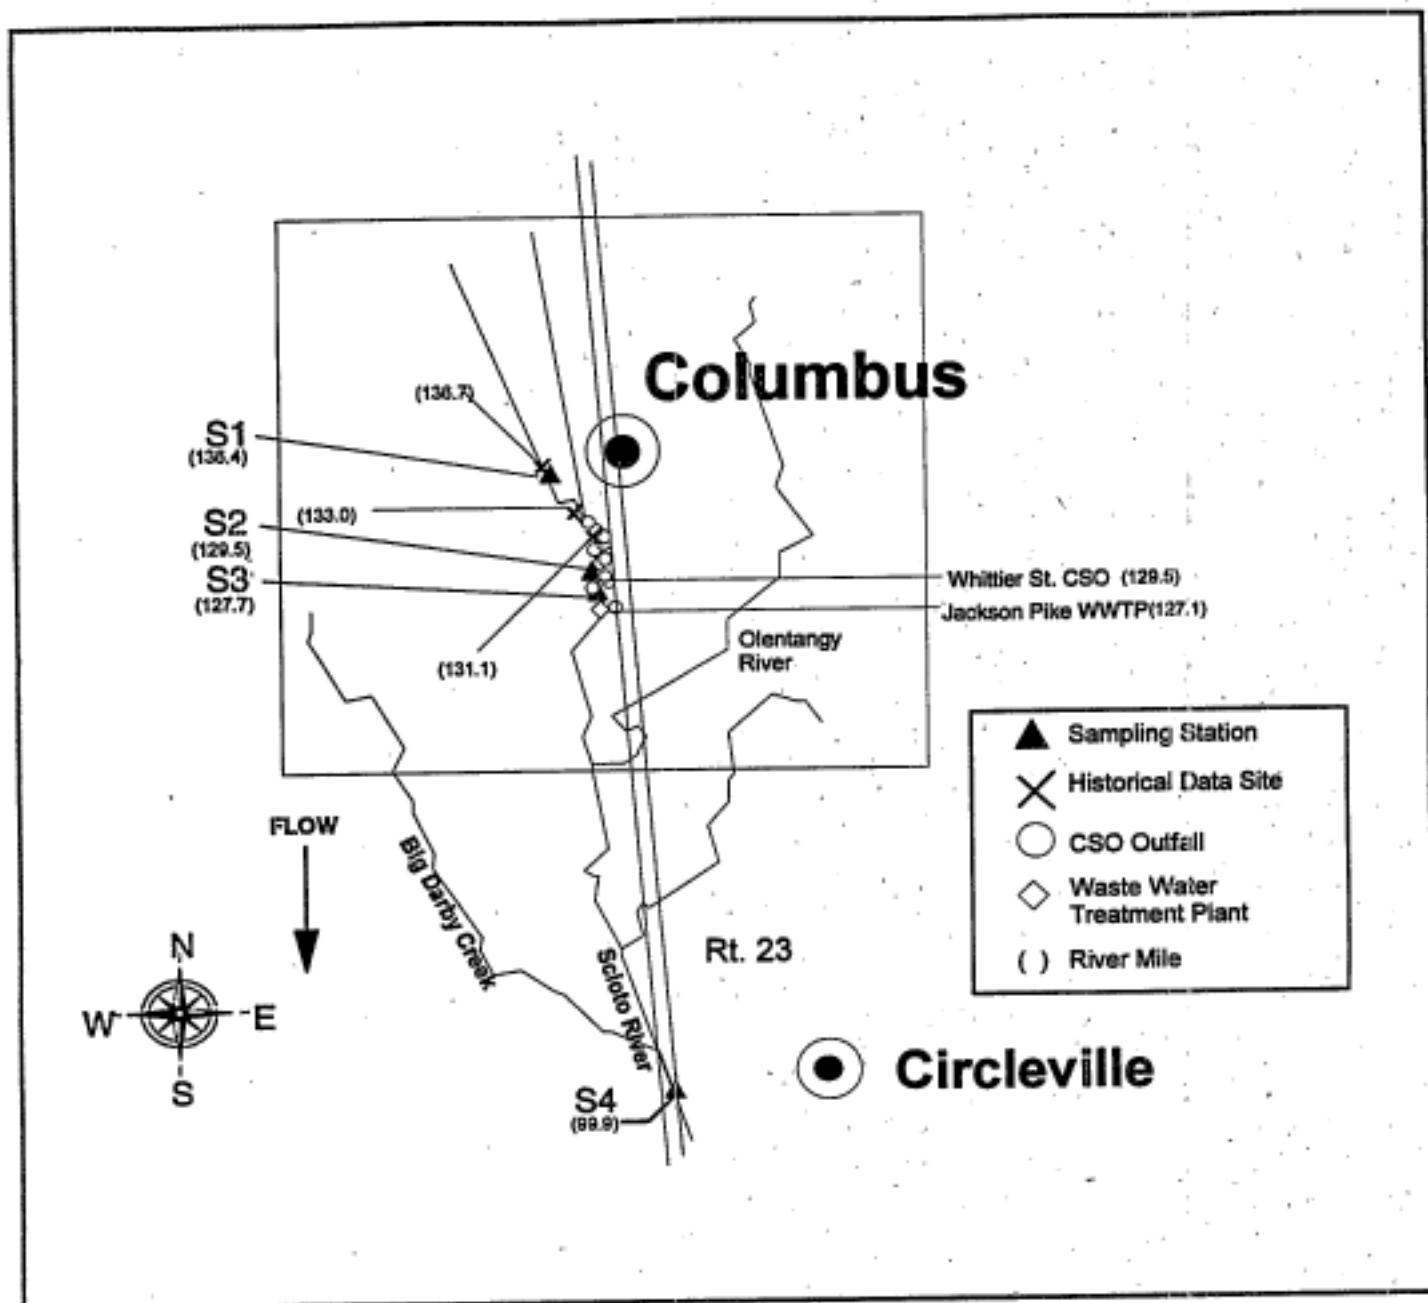 Columbus
(136.7)
S1
(136.4)
(133.0)
S2
(129.5)
S3
(127.7)
Whittier St. CSO (129.5)
Jackson Pike WWTP(127.1)
(131.1)
Olentangy
River
Sampling Station
Historical Data Site
CSO Outfall
Waste Water
Treatment Plant
( ) River Mile
FLOW
Big Darby Creek
Scioto River
Rt. 23
N
W
E
S
Circleville
S4
(99.9)